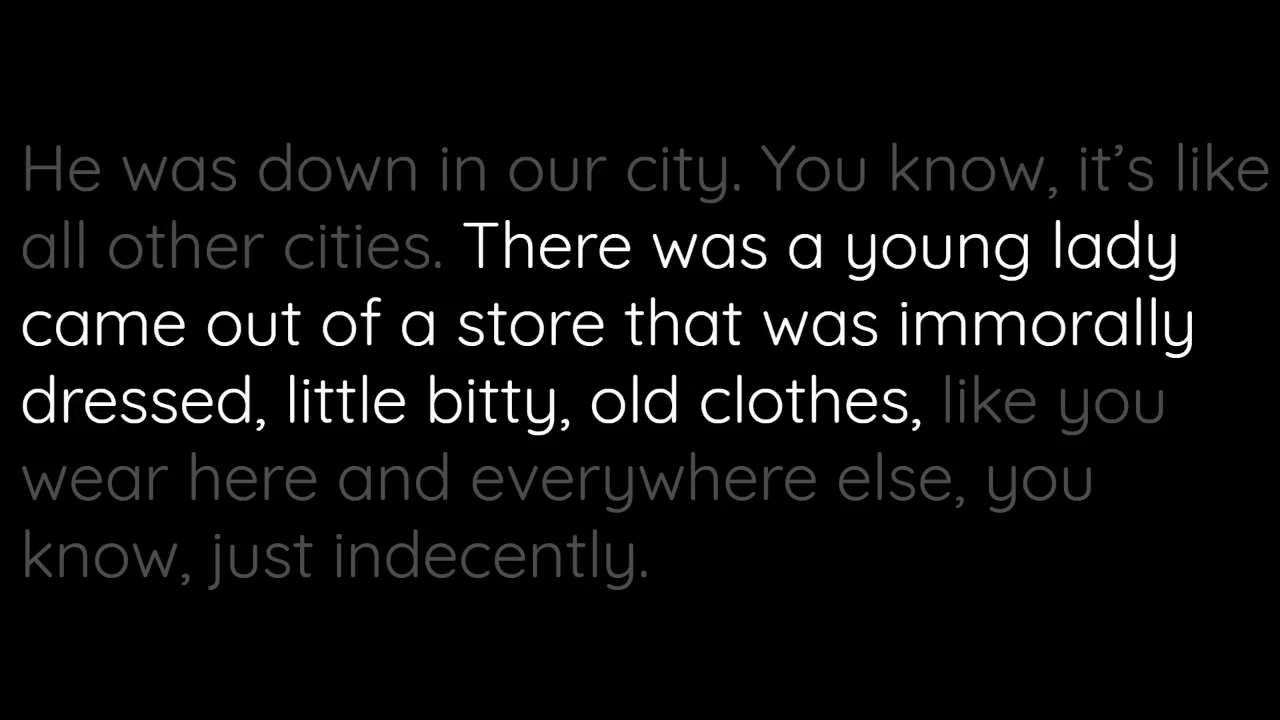 He was down in our city. You know, it’s like
all other cities. There was a young lady
came out of a store that was immorally
dressed, little bitty, old clothes, like you
wear here and everywhere else, you
know, just indecently.